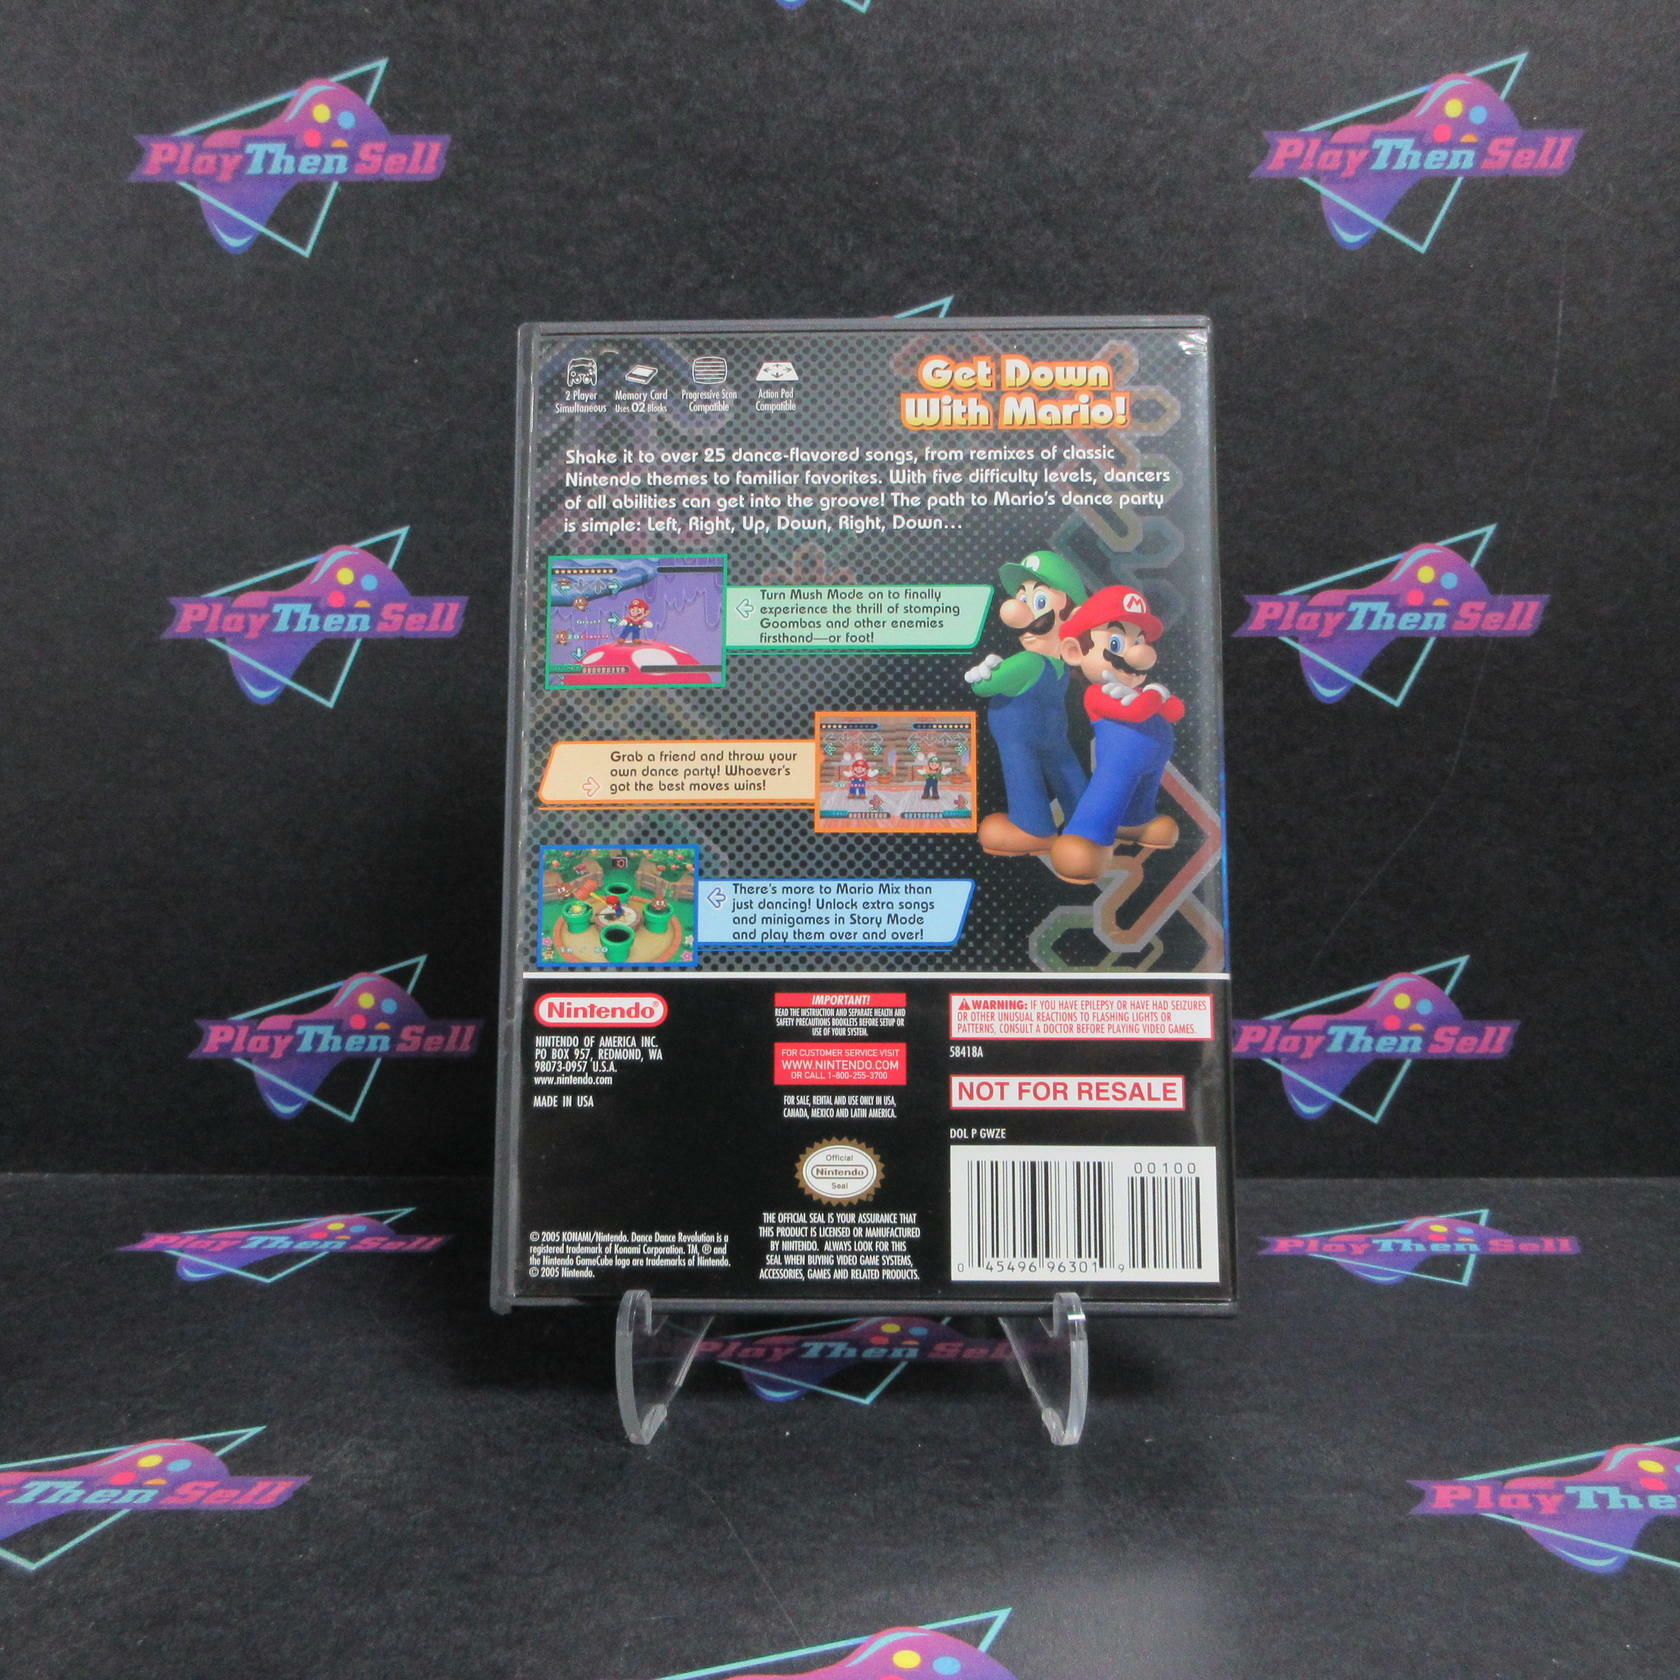 Play Then Sell
Play Then Sell
2 Player
Simultaneous
Memory Card
Uses 02 Blocks
Progressive Scan
Compatible
Action Pad
Compatible
Get Down
With Mario!
Shake it to over 25 dance-flavored songs, from remixes of classic
Nintendo themes to familiar favorites. With five difficulty levels, dancers
of all abilities can get into the groove! The path to Mario's dance party
is simple: Left, Right, Up, Down, Right, Down...
Turn Mush Mode on to finally
experience the thrill of stomping
Goombas and other enemies
firsthand—or foot!
Play Then Sell
Play Then Sell
Grab a friend and throw your
own dance party! Whoever's
got the best moves wins!
There's more to Mario Mix than
just dancing! Unlock extra songs
and minigames in Story Mode
and play them over and over!
Play Then Sell
Play Then Sell
Nintendo®
NINTENDO OF AMERICA INC.
PO BOX 957, REDMOND, WA
98073-0957 U.S.A.
www.nintendo.com
MADE IN USA
IMPORTANT!
READ THE INSTRUCTION AND SEPARATE HEALTH AND
SAFETY PRECAUTIONS BOOKLETS BEFORE SETUP OR
USE OF YOUR SYSTEM.
FOR CUSTOMER SERVICE VISIT
WWW.NINTENDO.COM
OR CALL 1-800-255-3700
FOR SALE, RENTAL AND USE ONLY IN USA,
CANADA, MEXICO AND LATIN AMERICA.
WARNING: IF YOU HAVE EPILEPSY OR HAVE HAD SEIZURES
OR OTHER UNUSUAL REACTIONS TO FLASHING LIGHTS OR
PATTERNS, CONSULT A DOCTOR BEFORE PLAYING VIDEO GAMES.
58418A
NOT FOR RESALE
DOL P GWZE
00100
0 45496 96301 9
Official
Nintendo
Seal
THE OFFICIAL SEAL IS YOUR ASSURANCE THAT
THIS PRODUCT IS LICENSED OR MANUFACTURED
BY NINTENDO. ALWAYS LOOK FOR THIS
SEAL WHEN BUYING VIDEO GAME SYSTEMS,
ACCESSORIES, GAMES AND RELATED PRODUCTS.
© 2005 KONAMI/Nintendo. Dance Dance Revolution is a
registered trademark of Konami Corporation. TM, ® and
the Nintendo GameCube logo are trademarks of Nintendo.
© 2005 Nintendo.
Play Then Sell
Play Then Sell
Play Then Sell
Then Sell
Play The